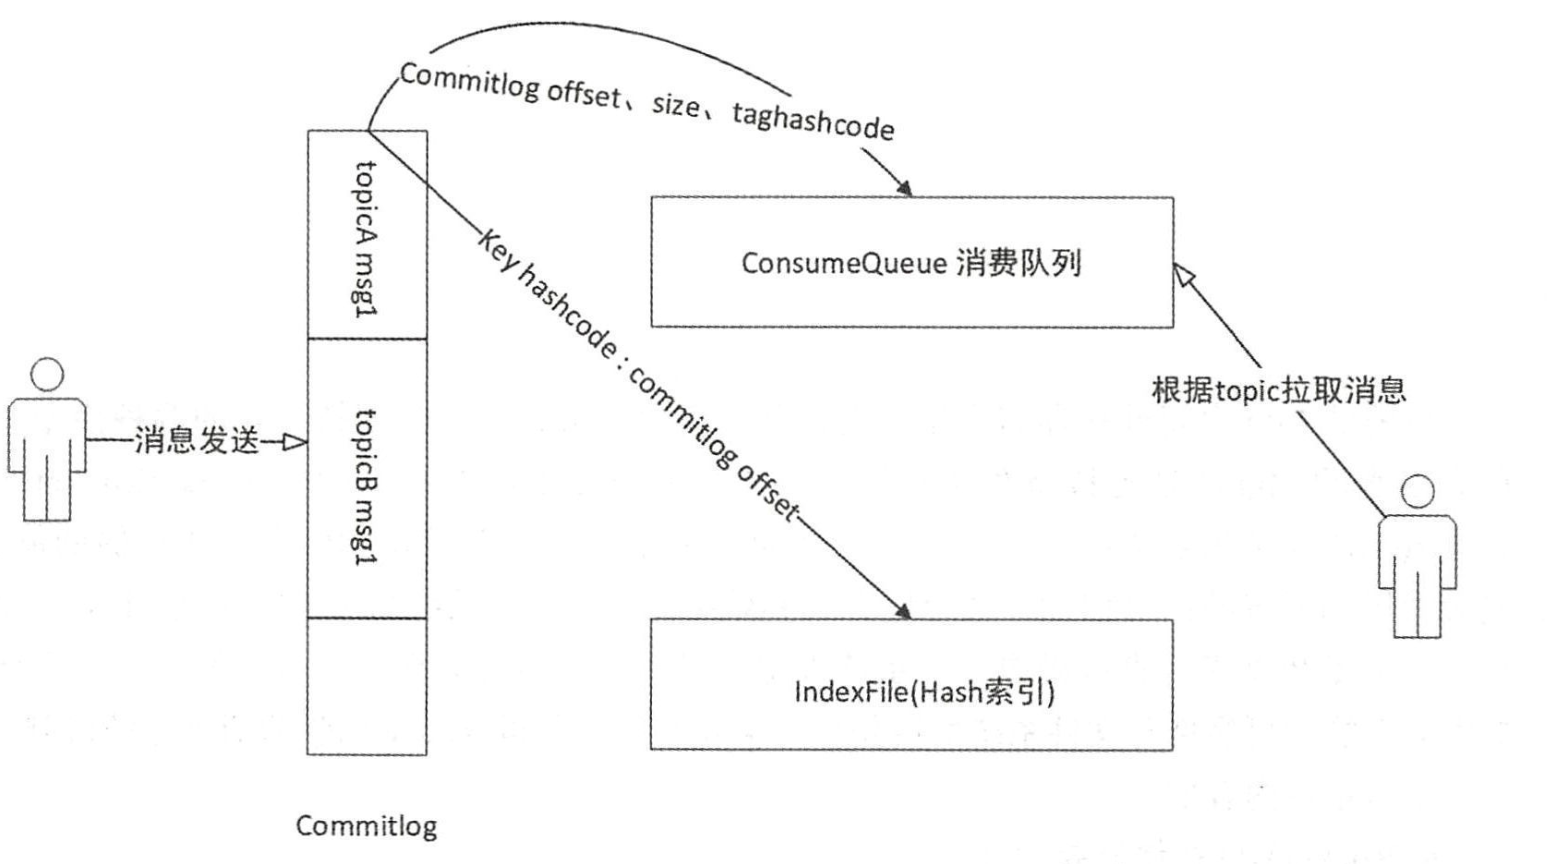 Commitlog offset、size、taghashcode
topicA msg1
Key hashcode：commitlog offset
ConsumeQueue 消费队列
根据topic拉取消息
消息发送
topicB msg1
IndexFile(Hash索引)
Commitlog